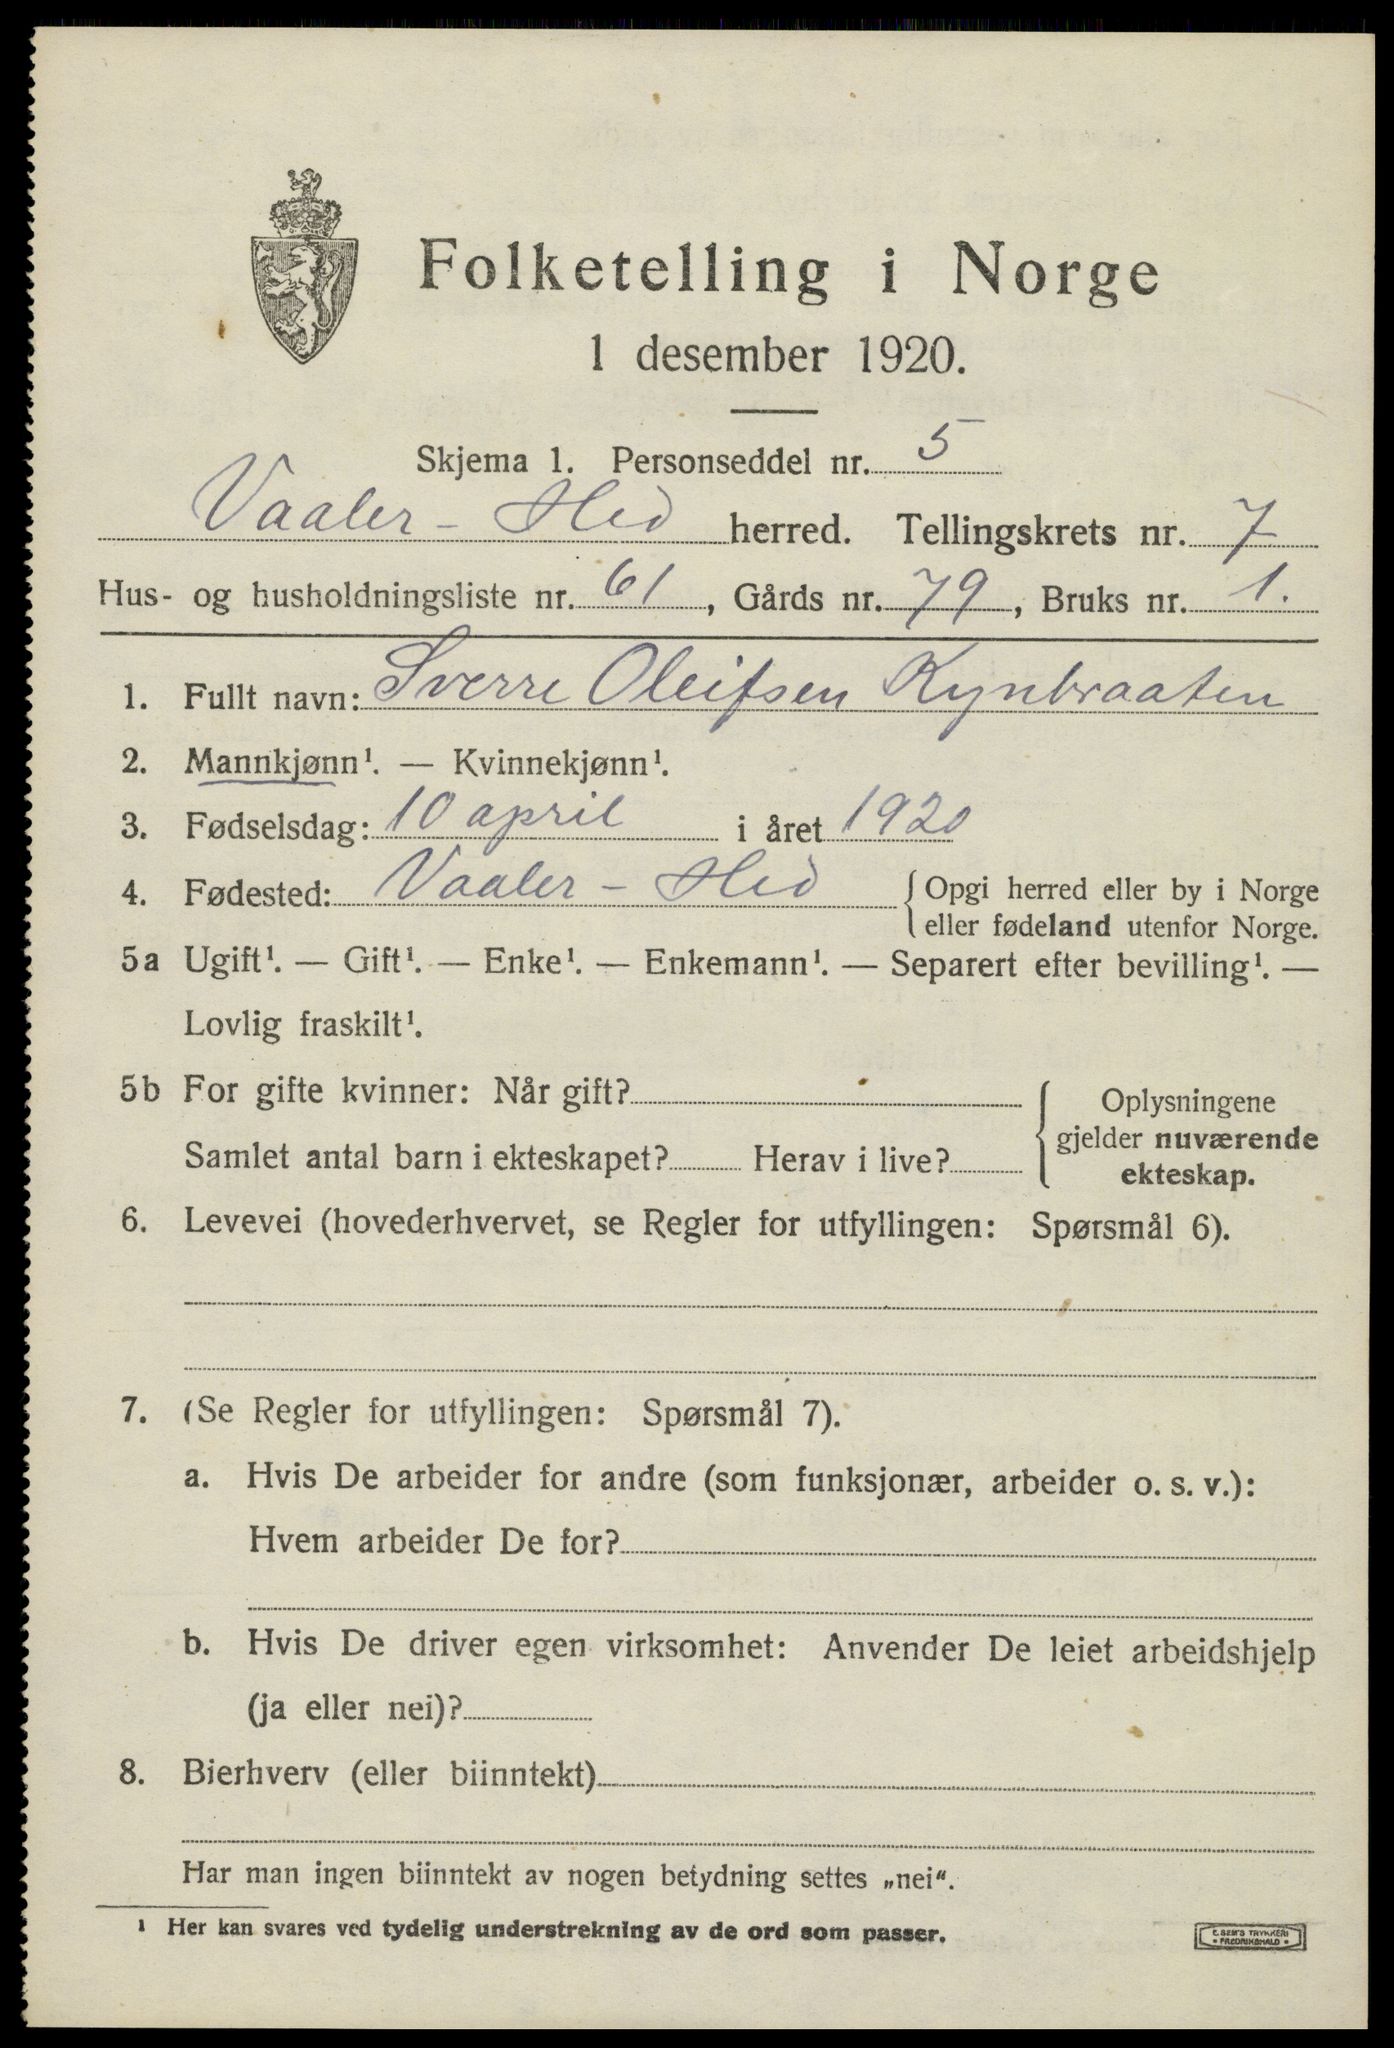 Folketelling i Norge
1 desember 1920.
Skjema 1. Personseddel nr. 5
Vaaler - Hed herred. Tellingskrets nr. 7
Hus- og husholdningsliste nr. 61, Gårds nr. 79, Bruks nr. 1.
1. Fullt navn: Sverre Oleifsen Kynbraaten
2. Mannkjønn¹. — Kvinnekjønn¹.
3. Fødselsdag: 10 april i året 1920
4. Fødested: Vaaler - Hed { Opgi herred eller by i Norge
eller fødeland utenfor Norge.
5a Ugift¹. — Gift¹. — Enke¹. — Enkemann¹. — Separert efter bevilling¹. —
Lovlig fraskilt¹.
5b For gifte kvinner: Når gift?
Samlet antal barn i ekteskapet? Herav i live?
{ Oplysningene
gjelder nuværende
ekteskap.
6. Levevei (hovederhvervet, se Regler for utfyllingen: Spørsmål 6).
7. (Se Regler for utfyllingen: Spørsmål 7).
a. Hvis De arbeider for andre (som funksjonær, arbeider o. s. v.):
Hvem arbeider De for?
b. Hvis De driver egen virksomhet: Anvender De leiet arbeidshjelp
(ja eller nei)?
8. Bierhverv (eller biinntekt)
Har man ingen biinntekt av nogen betydning settes „nei“.
¹ Her kan svares ved tydelig understrekning av de ord som passer.
E. SEM'S TRYKKERI
• FREDRIKSHALD •